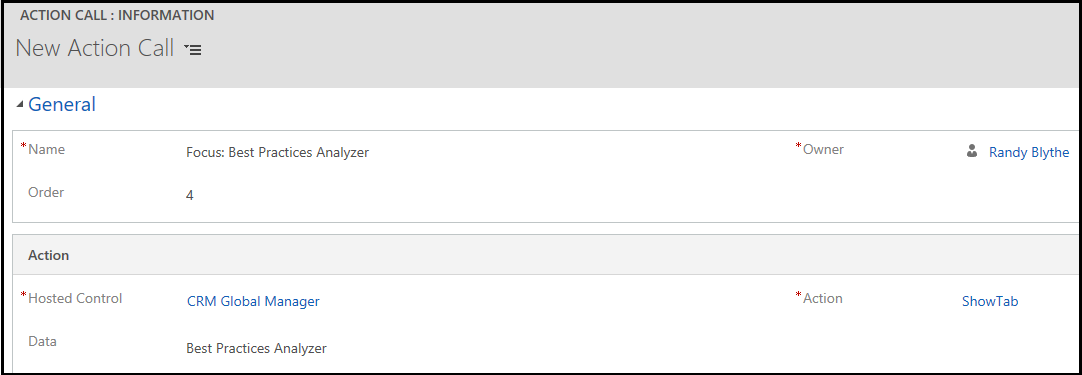 ACTION CALL : INFORMATION
New Action Call
General
*Name Focus: Best Practices Analyzer *Owner Randy Blythe
Order 4
Action
*Hosted Control CRM Global Manager *Action ShowTab
Data Best Practices Analyzer